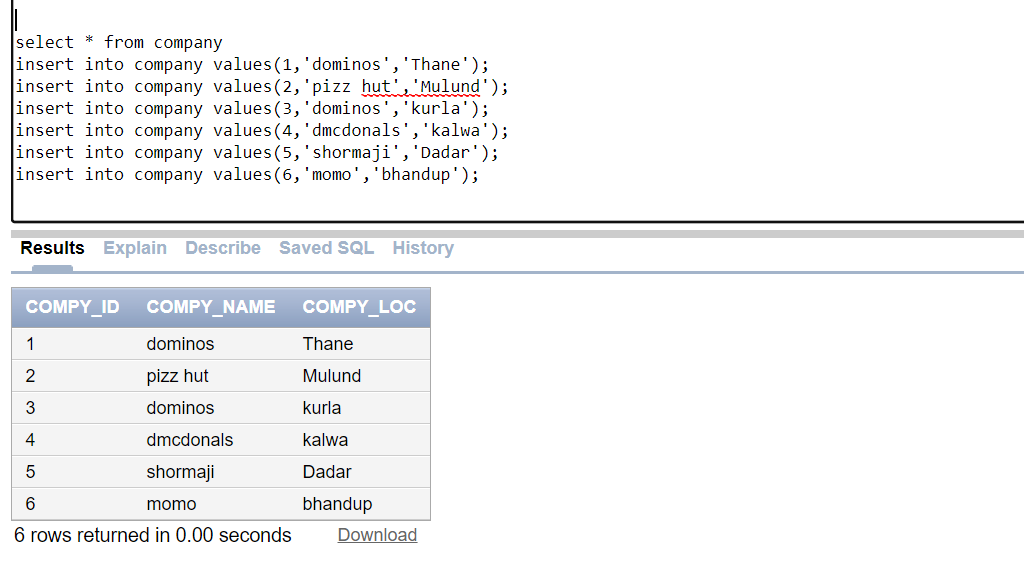 select * from company
insert into company values(1,'dominos','Thane');
insert into company values(2,'pizz hut','Mulund');
insert into company values(3,'dominos','kurla');
insert into company values(4,'dmcdonals','kalwa');
insert into company values(5,'shormaji','Dadar');
insert into company values(6,'momo','bhandup');
Results Explain Describe Saved SQL History
COMPY_ID COMPY_NAME COMPY_LOC
1 dominos Thane
2 pizz hut Mulund
3 dominos kurla
4 dmcdonals kalwa
5 shormaji Dadar
6 momo bhandup
6 rows returned in 0.00 seconds Download